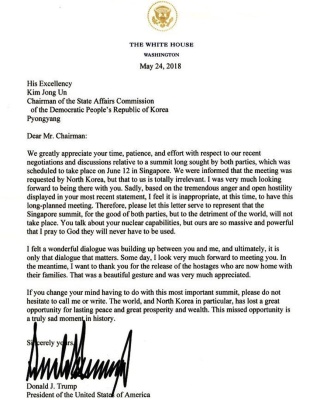 THE WHITE HOUSE
WASHINGTON
May 24, 2018
His Excellency
Kim Jong Un
Chairman of the State Affairs Commission
of the Democratic People's Republic of Korea
Pyongyang
Dear Mr. Chairman:
We greatly appreciate your time, patience, and effort with respect to our recent
negotiations and discussions relative to a summit long sought by both parties, which was
scheduled to take place on June 12 in Singapore. We were informed that the meeting was
requested by North Korea, but that to us is totally irrelevant. I was very much looking
forward to being there with you. Sadly, based on the tremendous anger and open hostility
displayed in your most recent statement, I feel it is inappropriate, at this time, to have this
long-planned meeting. Therefore, please let this letter serve to represent that the
Singapore summit, for the good of both parties, but to the detriment of the world, will not
take place. You talk about your nuclear capabilities, but ours are so massive and powerful
that I pray to God they will never have to be used.
I felt a wonderful dialogue was building up between you and me, and ultimately, it is
only that dialogue that matters. Some day, I look very much forward to meeting you. In
the meantime, I want to thank you for the release of the hostages who are now home with
their families. That was a beautiful gesture and was very much appreciated.
If you change your mind having to do with this most important summit, please do not
hesitate to call me or write. The world, and North Korea in particular, has lost a great
opportunity for lasting peace and great prosperity and wealth. This missed opportunity is
a truly sad moment in history.
Sincerely yours,
Donald J. Trump
President of the United States of America